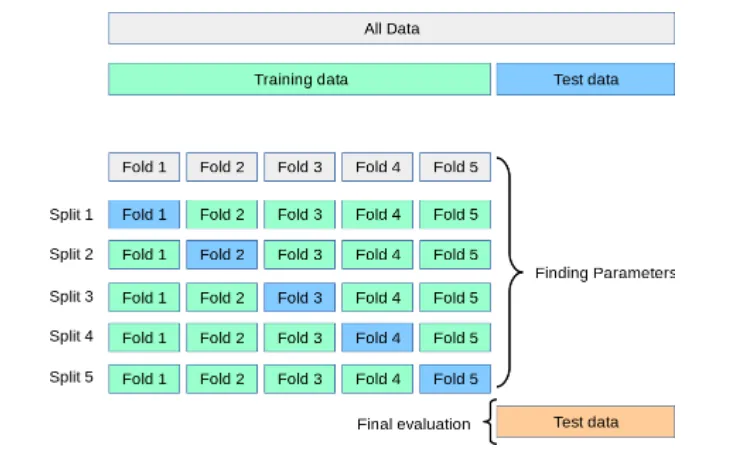 All Data
Training data Test data
Fold 1 Fold 2 Fold 3 Fold 4 Fold 5
Split 1 Fold 1 Fold 2 Fold 3 Fold 4 Fold 5
Split 2 Fold 1 Fold 2 Fold 3 Fold 4 Fold 5
Finding Parameters
Split 3 Fold 1 Fold 2 Fold 3 Fold 4 Fold 5
Split 4 Fold 1 Fold 2 Fold 3 Fold 4 Fold 5
Split 5 Fold 1 Fold 2 Fold 3 Fold 4 Fold 5
Final evaluation Test data